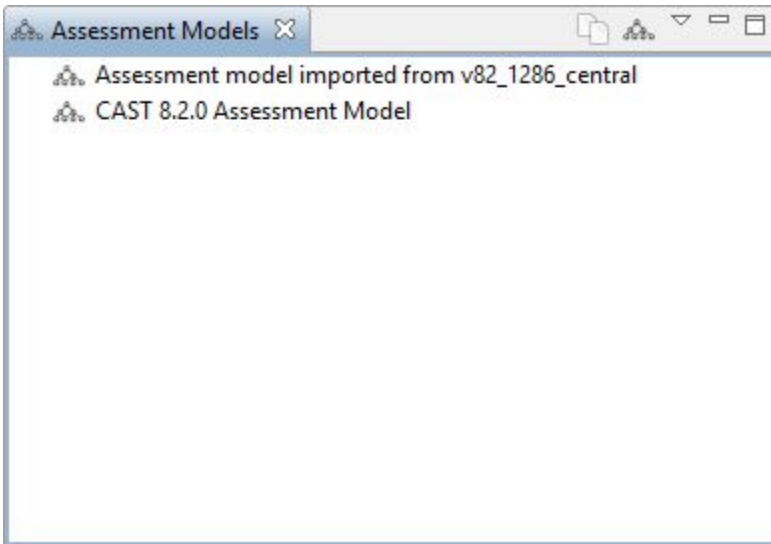 Assessment Models
Assessment model imported from v82_1286_central
CAST 8.2.0 Assessment Model